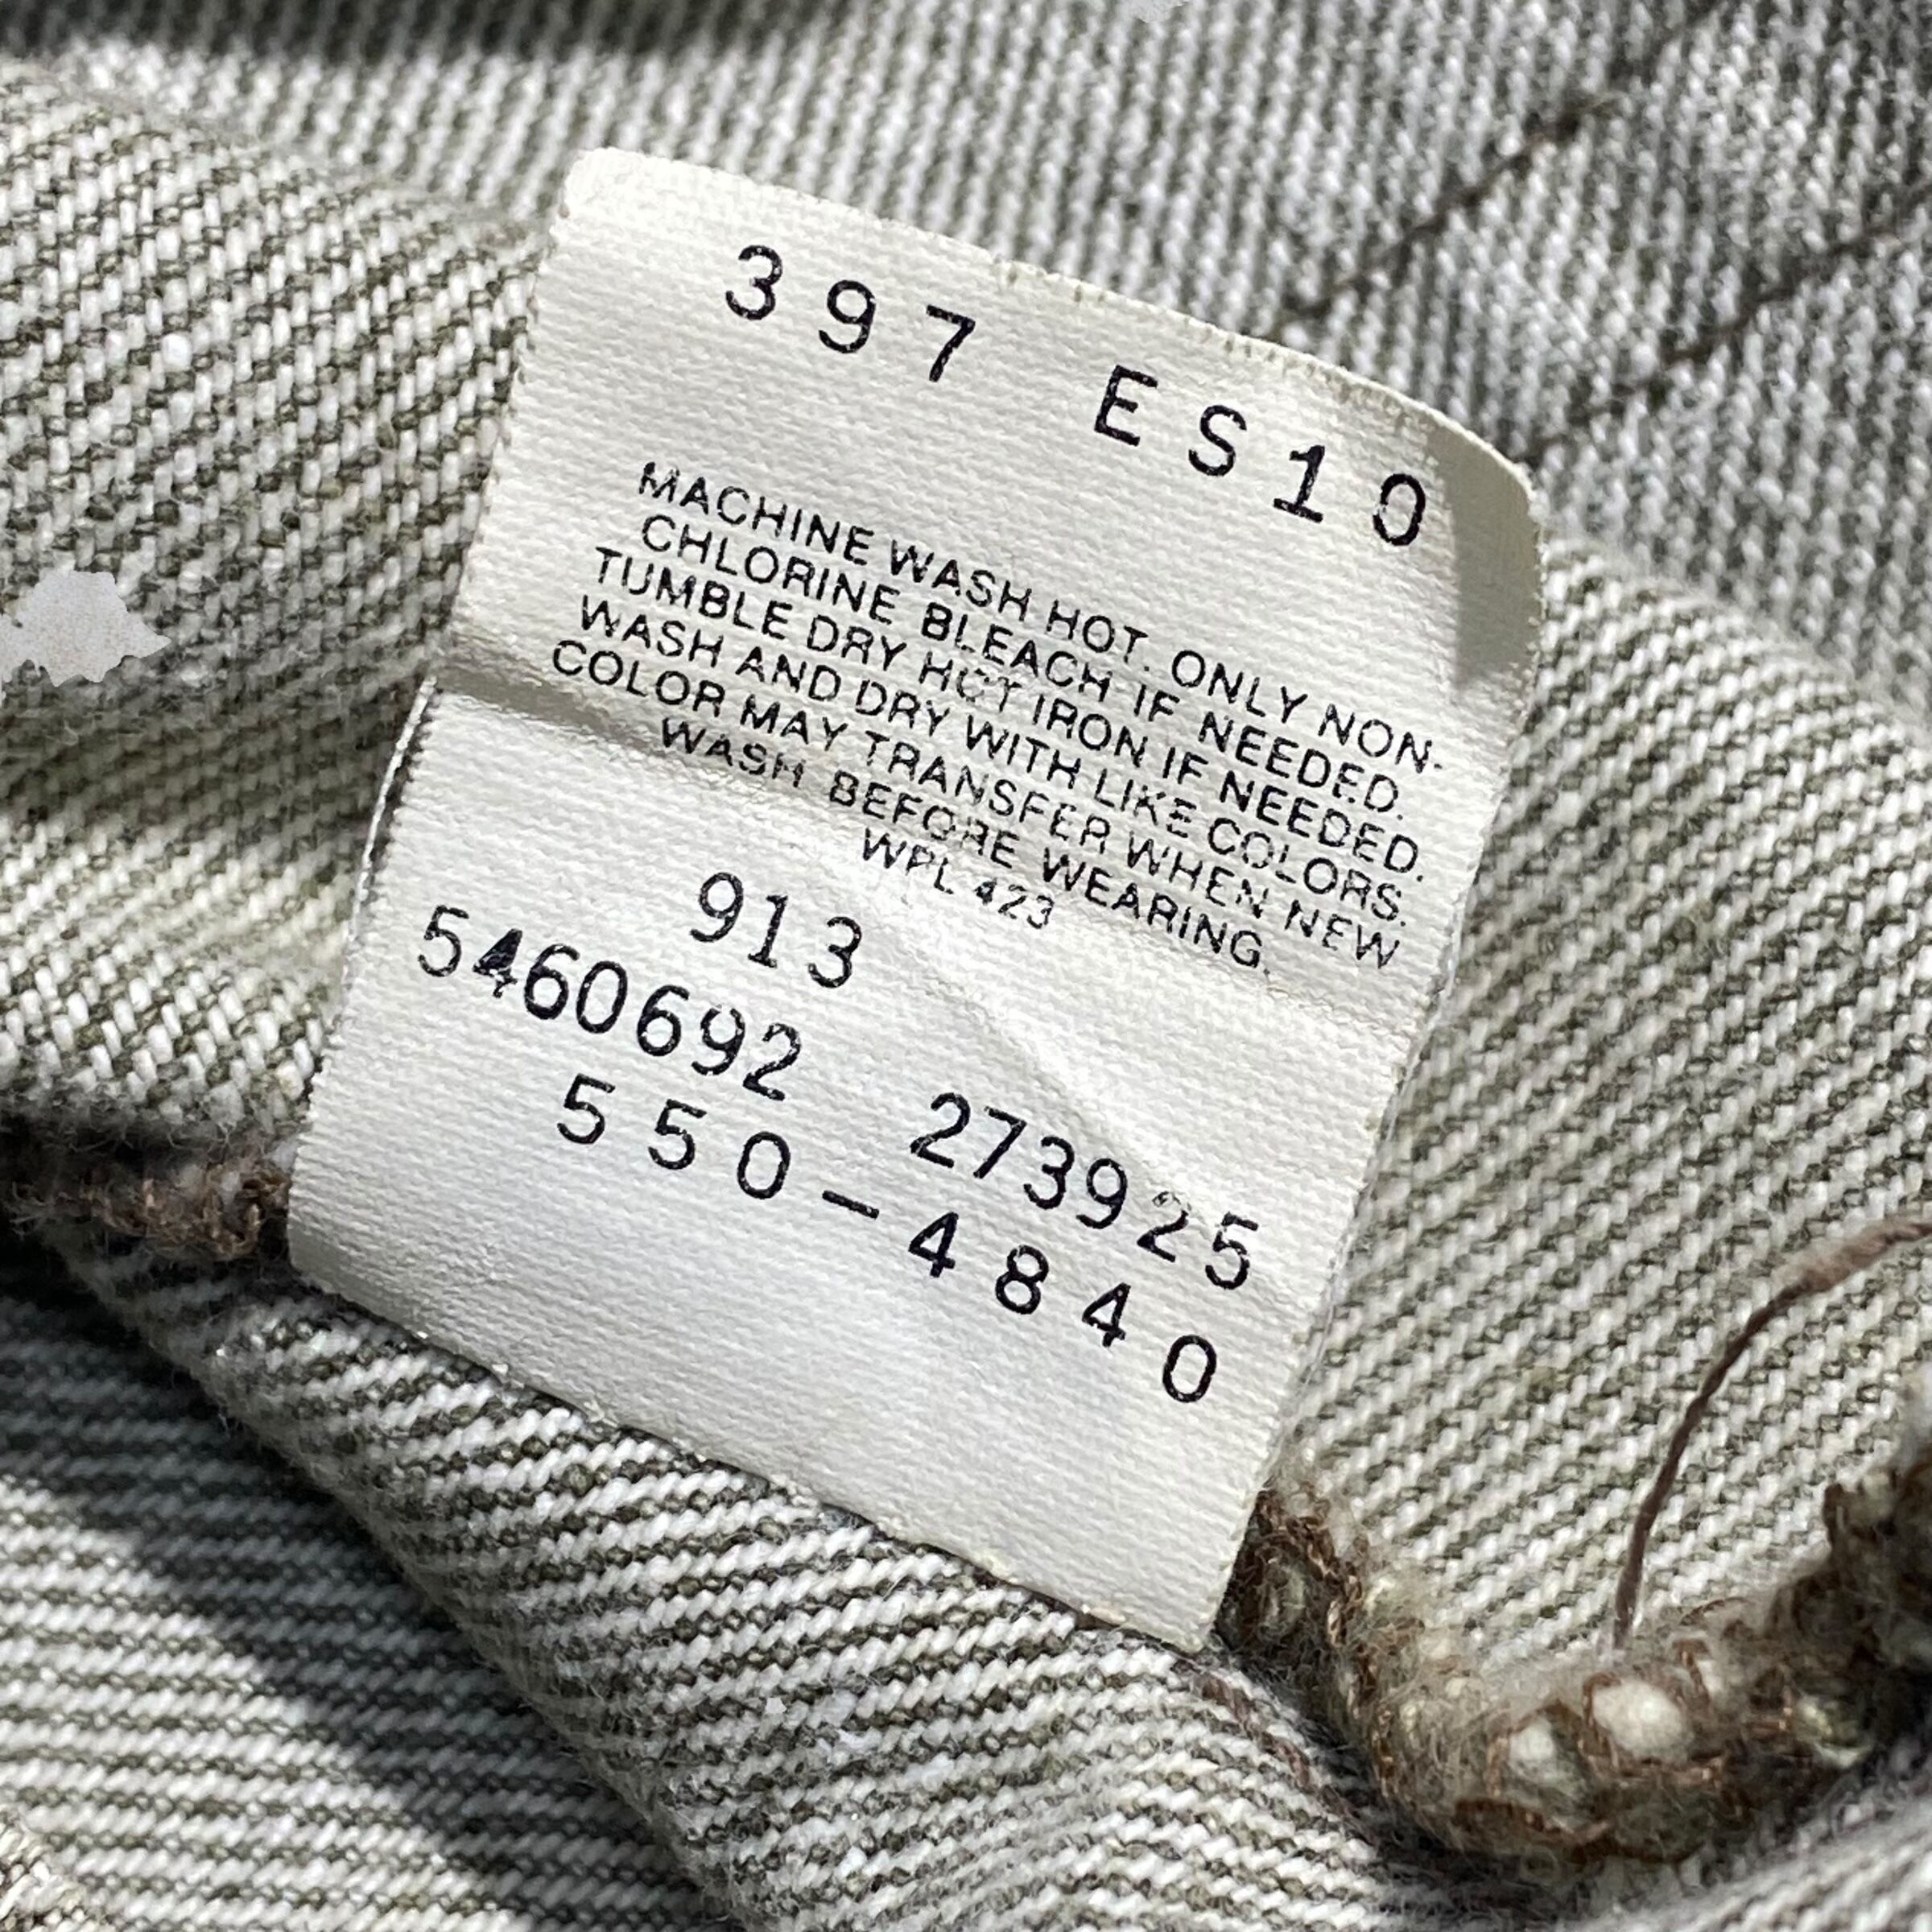 397 ES10
MACHINE WASH HOT. ONLY NON-
CHLORINE BLEACH IF NEEDED.
TUMBLE DRY HOT IRON IF NEEDED.
WASH AND DRY WITH LIKE COLORS.
COLOR MAY TRANSFER WHEN NEW
WASH BEFORE WEARING.
WPL 423
913
5460692 273925
550-4840